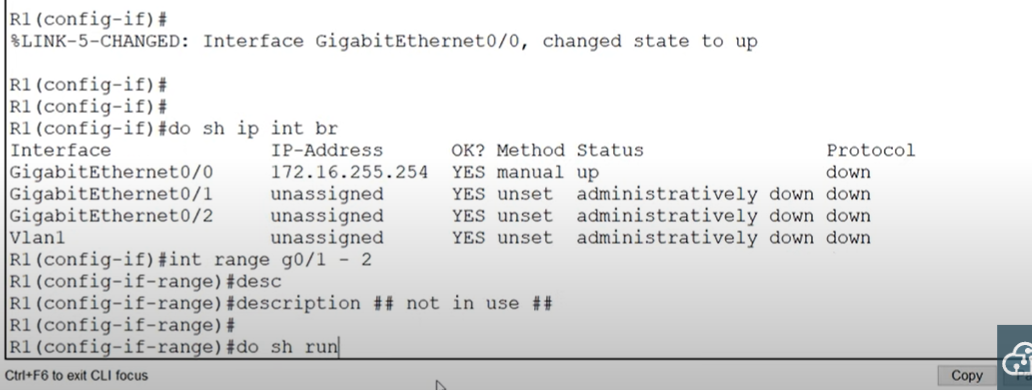 R1(config-if)#
%LINK-5-CHANGED: Interface GigabitEthernet0/0, changed state to up
R1(config-if)#
R1(config-if)#
R1(config-if)#do sh ip int br
Interface IP-Address OK? Method Status Protocol
GigabitEthernet0/0 172.16.255.254 YES manual up down
GigabitEthernet0/1 unassigned YES unset administratively down down
GigabitEthernet0/2 unassigned YES unset administratively down down
Vlan1 unassigned YES unset administratively down down
R1(config-if)#int range g0/1 - 2
R1(config-if-range)#desc
R1(config-if-range)#description ## not in use ##
R1(config-if-range)#
R1(config-if-range)#do sh run
Ctrl+F6 to exit CLI focus
Copy